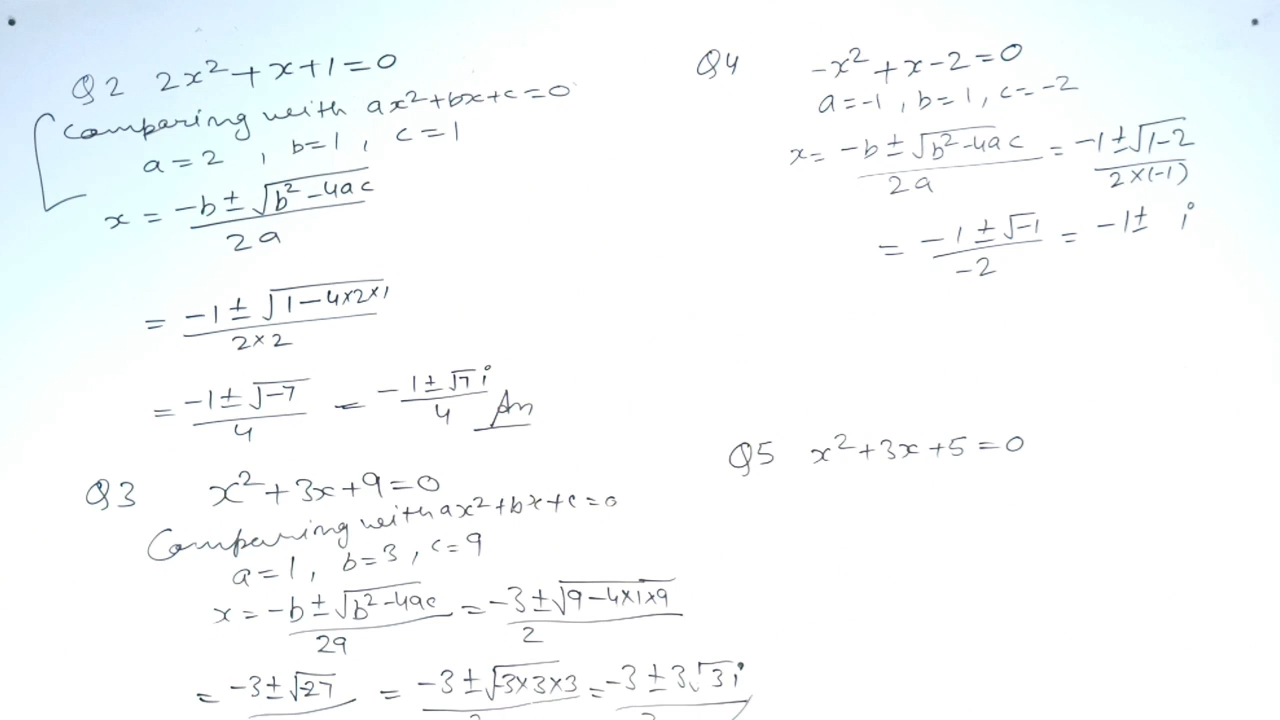 Q2 2x²+x+1=0
Comparing with ax²+bx+c=0
a=2, b=1, c=1
x = -b±√b²-4ac / 2a
= -1±√1-4×2×1 / 2×2
= -1±√-7 / 4 = -1±√7i / 4 An
Q3 x²+3x+9=0
Comparing with ax²+bx+c=0
a=1, b=3, c=9
x = -b±√b²-4ac / 2a = -3±√9-4×1×9 / 2
= -3±√-27 = -3±√-3×3×3 = -3±3√3i
Q4 -x²+x-2=0
a=-1, b=1, c=-2
x= -b±√b²-4ac / 2a = -1±√1-2 / 2×(-1)
= -1±√-1 / -2 = -1± i
Q5 x²+3x+5=0